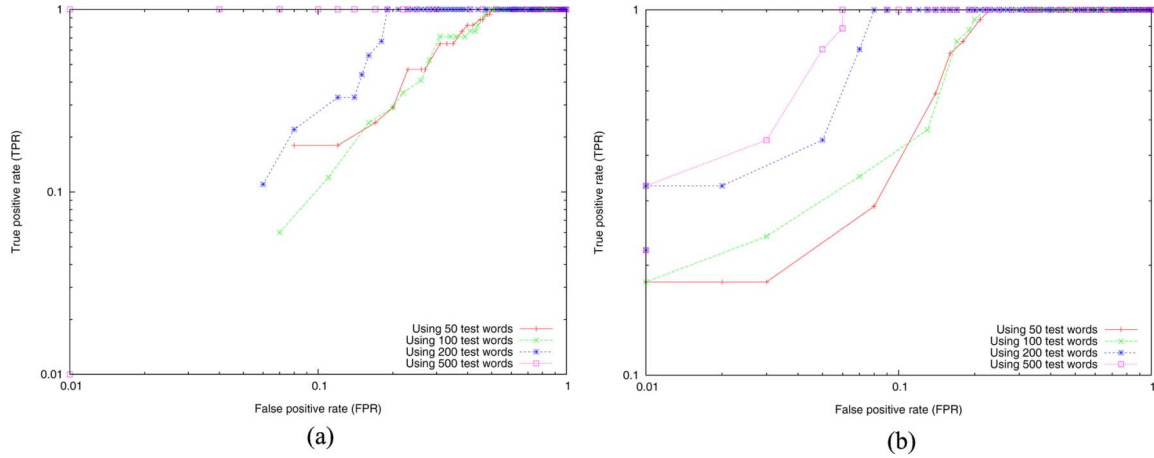 1
0.1
0.01
0.01
0.1
1
True positive rate (TPR)
False positive rate (FPR)
Using 50 test words
Using 100 test words
Using 200 test words
Using 500 test words
(a)
1
0.1
0.01
0.1
1
True positive rate (TPR)
False positive rate (FPR)
Using 50 test words
Using 100 test words
Using 200 test words
Using 500 test words
(b)